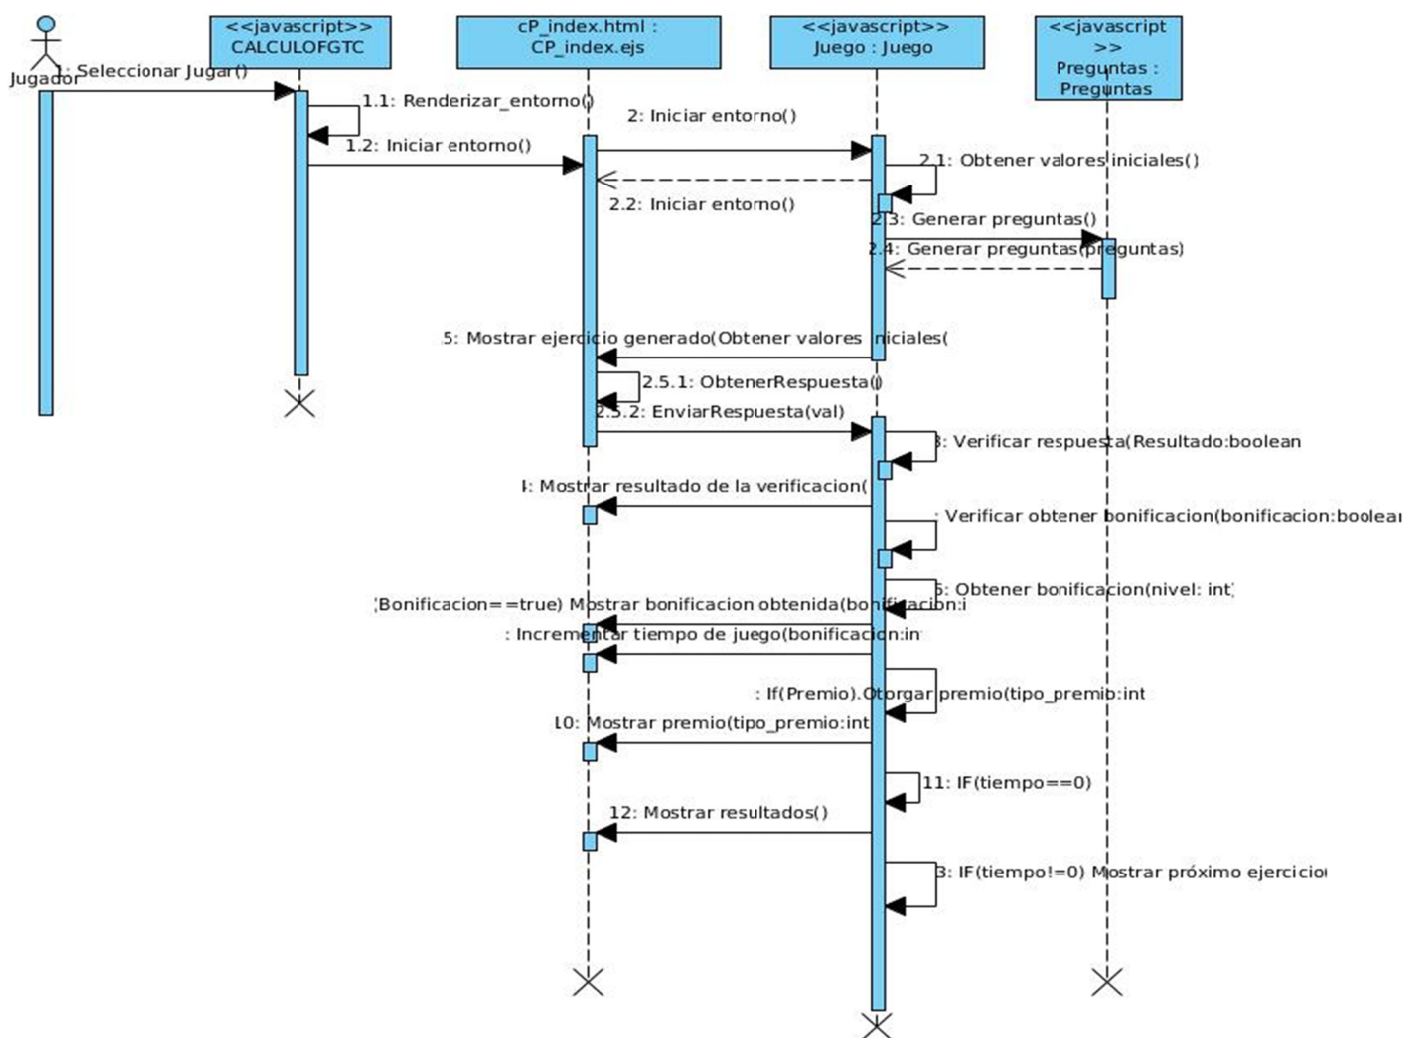 <<javascript>>
CALCULOFGTC
cP_index.html :
CP_index.ejs
<<javascript>>
Juego : Juego
<<javascript
>>
Preguntas :
Preguntas
Jugador
1: Seleccionar Jugar()
1.1: Renderizar_entorno()
2: Iniciar entorno()
1.2: Iniciar entorno()
2.1: Obtener valores iniciales()
2.2: Iniciar entorno()
2.3: Generar preguntas()
2.4: Generar preguntas(preguntas)
5: Mostrar ejercicio generado(Obtener valores iniciales(
2.5.1: ObtenerRespuesta()
2.5.2: EnviarRespuesta(val)
3: Verificar respuesta(Resultado:boolean
4: Mostrar resultado de la verificacion(
: Verificar obtener bonificacion(bonificacion:boolean
6: Obtener bonificacion(nivel: int)
(Bonificacion==true) Mostrar bonificacion obtenida(bonificacion:i
: Incrementar tiempo de juego(bonificacion:int
: If(Premio).Otorgar premio(tipo_premio:int
10: Mostrar premio(tipo_premio:int
11: IF(tiempo==0)
12: Mostrar resultados()
3: IF(tiempo!=0) Mostrar próximo ejercicio(